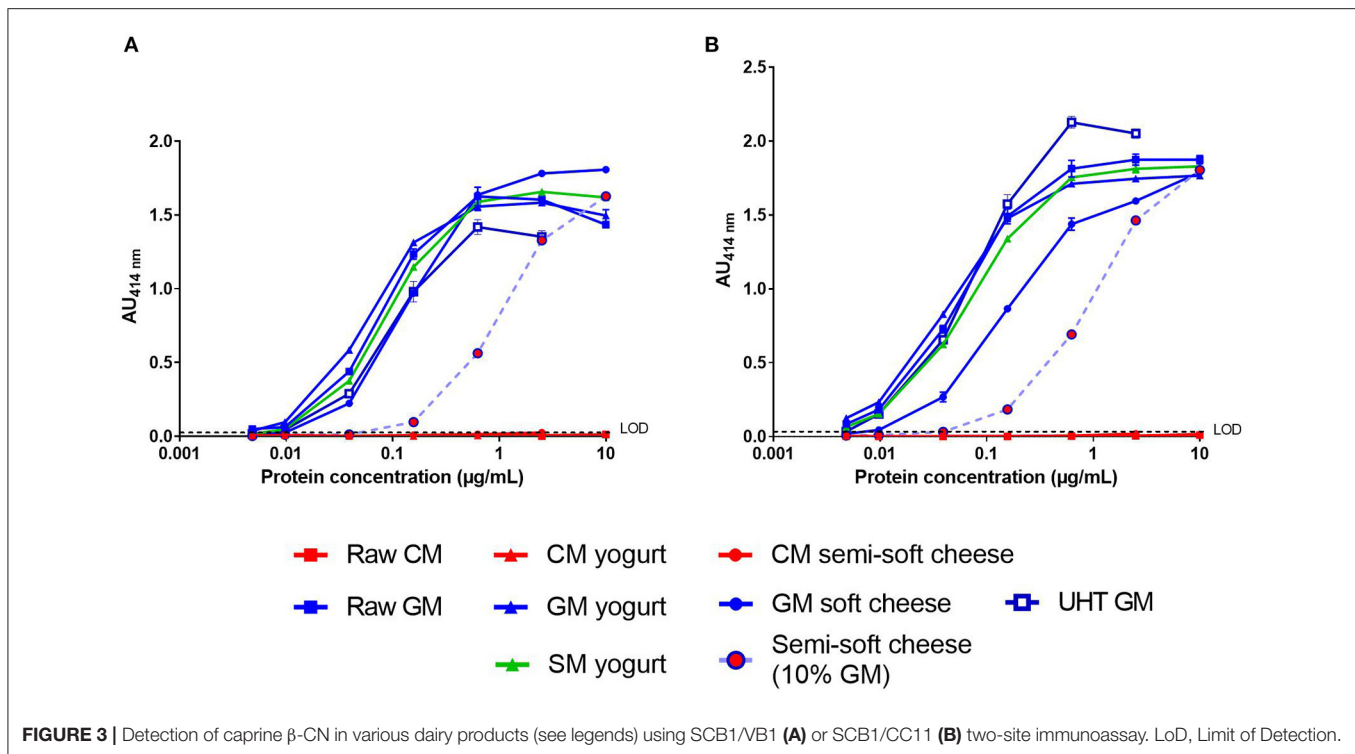 A
B
2.5
2.0
2.0
1.5
1.5
1.0
1.0
0.5
0.5
0.0
0.0
AU414 nm
AU414 nm
LOD
LOD
0.001 0.01 0.1 1 10
0.001 0.01 0.1 1 10
Protein concentration (µg/mL)
Protein concentration (µg/mL)
Raw CM CM yogurt CM semi-soft cheese
Raw GM GM yogurt GM soft cheese UHT GM
SM yogurt Semi-soft cheese
(10% GM)
FIGURE 3 | Detection of caprine β-CN in various dairy products (see legends) using SCB1/VB1 (A) or SCB1/CC11 (B) two-site immunoassay. LoD, Limit of Detection.